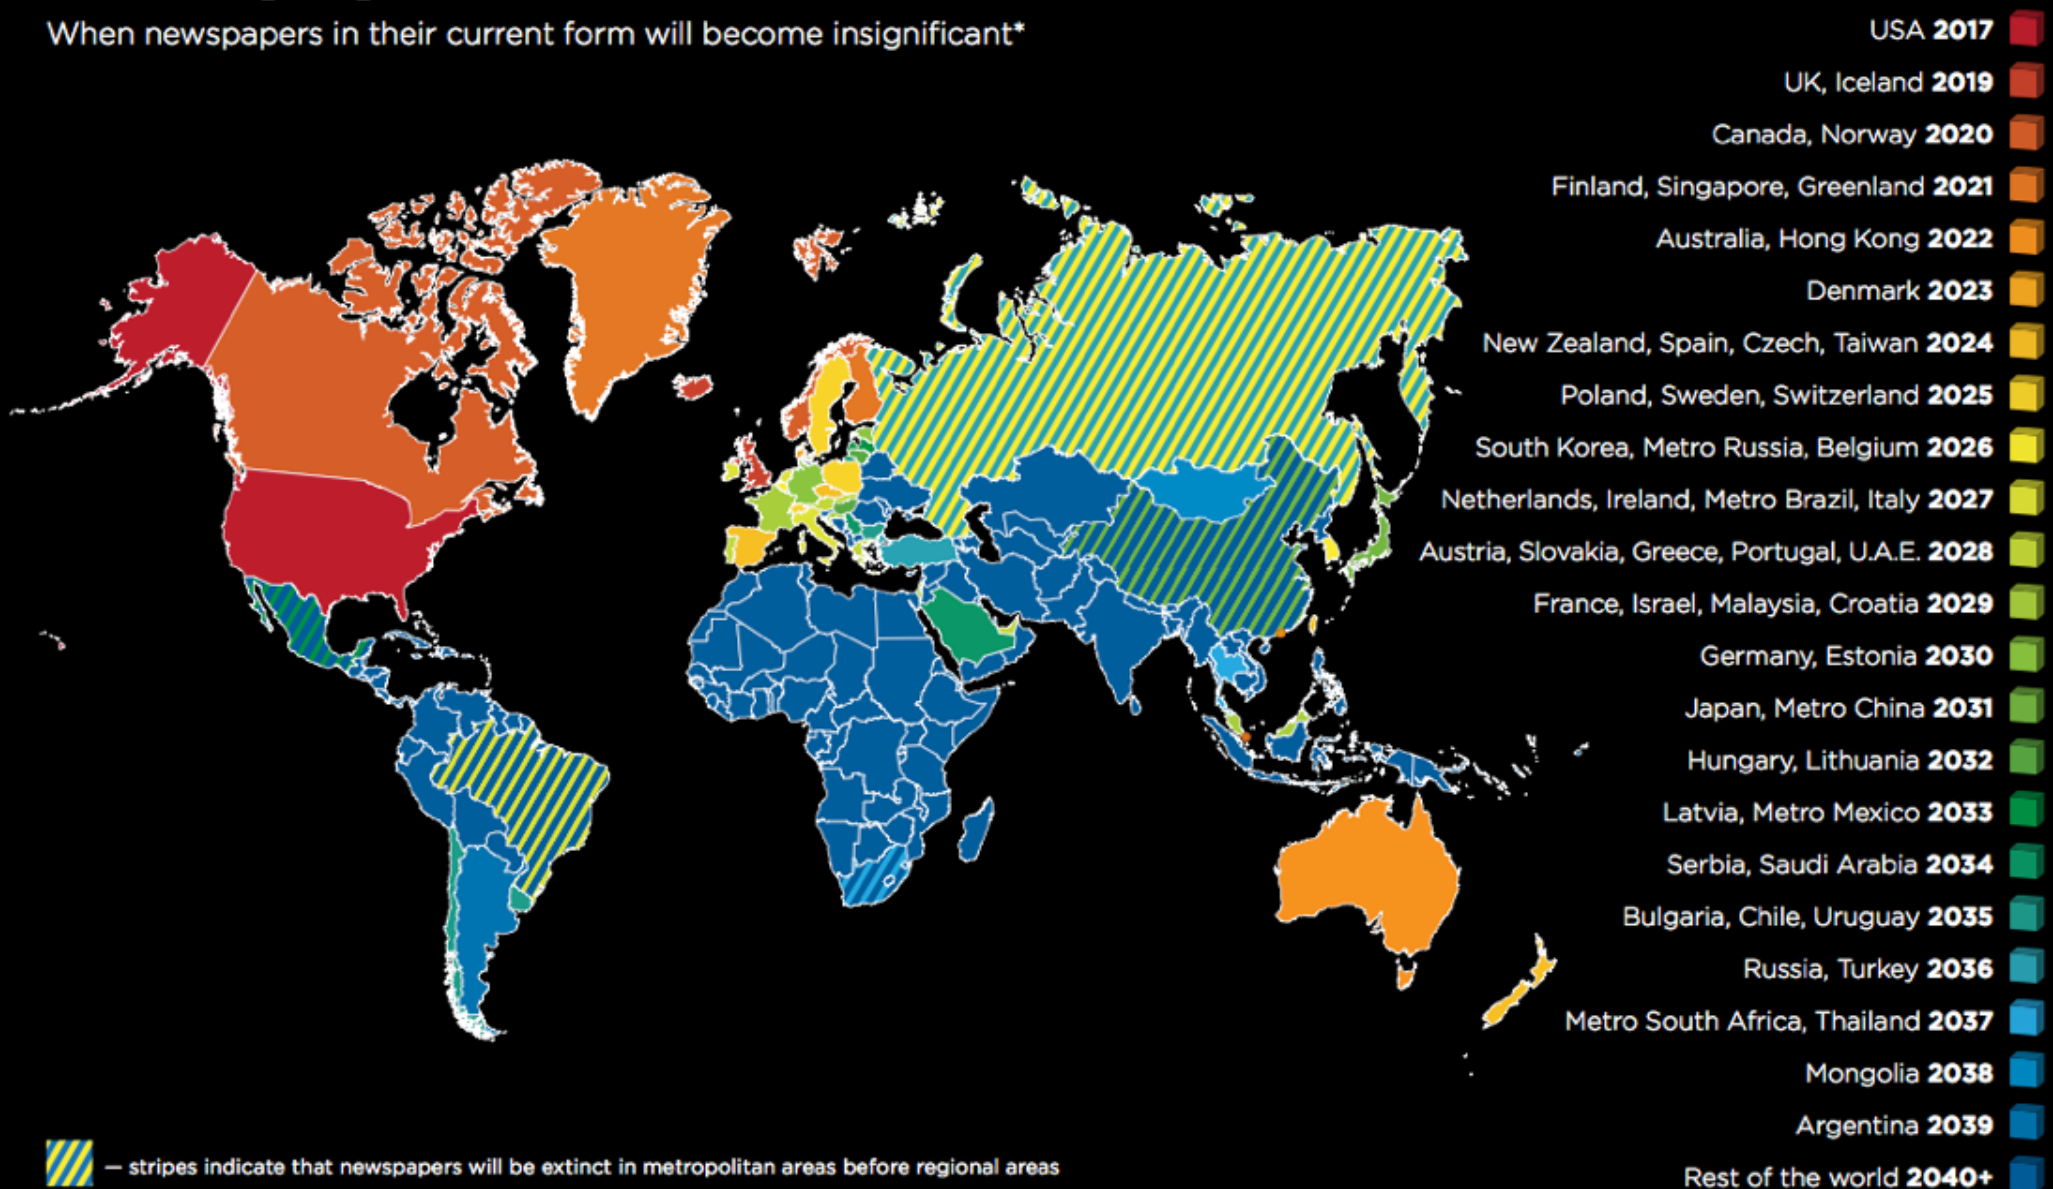 When newspapers in their current form will become insignificant*
USA 2017
UK, Iceland 2019
Canada, Norway 2020
Finland, Singapore, Greenland 2021
Australia, Hong Kong 2022
Denmark 2023
New Zealand, Spain, Czech, Taiwan 2024
Poland, Sweden, Switzerland 2025
South Korea, Metro Russia, Belgium 2026
Netherlands, Ireland, Metro Brazil, Italy 2027
Austria, Slovakia, Greece, Portugal, U.A.E. 2028
France, Israel, Malaysia, Croatia 2029
Germany, Estonia 2030
Japan, Metro China 2031
Hungary, Lithuania 2032
Latvia, Metro Mexico 2033
Serbia, Saudi Arabia 2034
Bulgaria, Chile, Uruguay 2035
Russia, Turkey 2036
Metro South Africa, Thailand 2037
Mongolia 2038
Argentina 2039
Rest of the world 2040+
— stripes indicate that newspapers will be extinct in metropolitan areas before regional areas